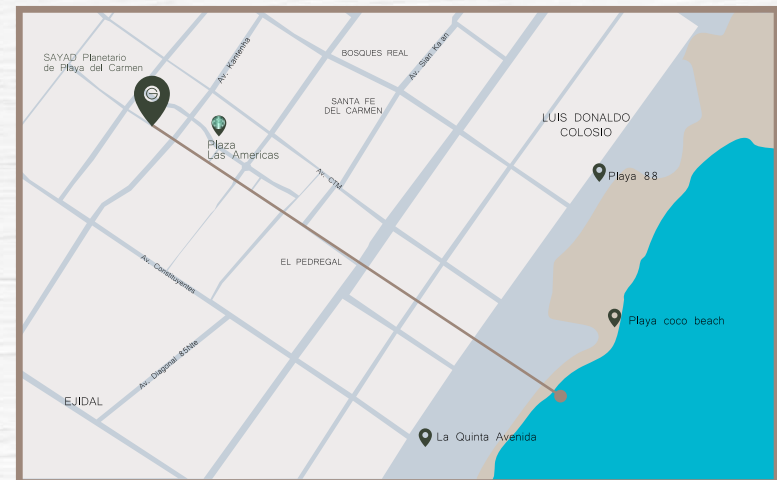 SAYAD Planetario
de Playa del Carmen
Av. Kantenha
BOSQUES REAL
Av. Sian Ka an
SANTA FE
DEL CARMEN
LUIS DONALDO
COLOSIO
Plaza
Las Americas
Av. CTM
Playa 88
Av. Constituyentes
EL PEDREGAL
Playa coco beach
Av. Diagonal 85Nte
EJIDAL
La Quinta Avenida